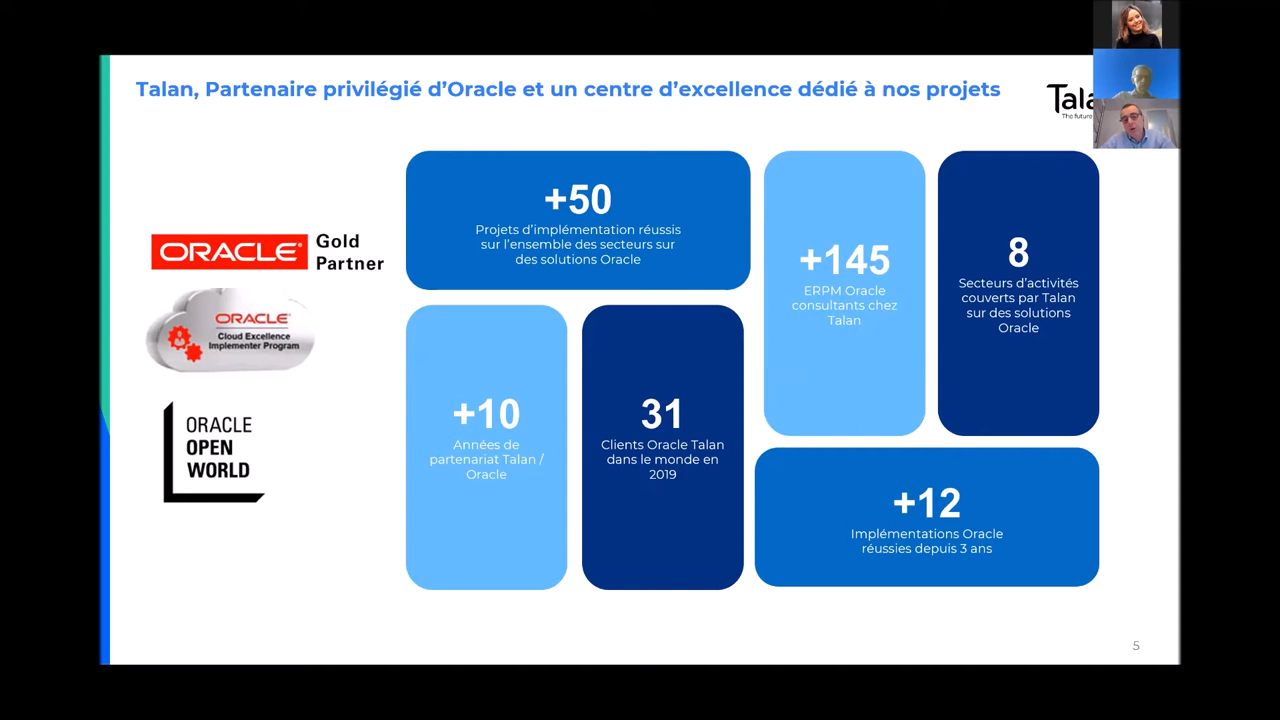 Talan, Partenaire privilégié d’Oracle et un centre d’excellence dédié à nos projets
The future
ORACLE
Gold
Partner
ORACLE
Cloud Excellence
Implementer Program
ORACLE
OPEN
WORLD
+50
Projets d’implémentation réussis
sur l’ensemble des secteurs sur
des solutions Oracle
+10
Années de
partenariat Talan /
Oracle
31
Clients Oracle Talan
dans le monde en
2019
+145
ERPM Oracle
consultants chez
Talan
8
Secteurs d’activités
couverts par Talan
sur des solutions
Oracle
+12
Implémentations Oracle
réussies depuis 3 ans
5